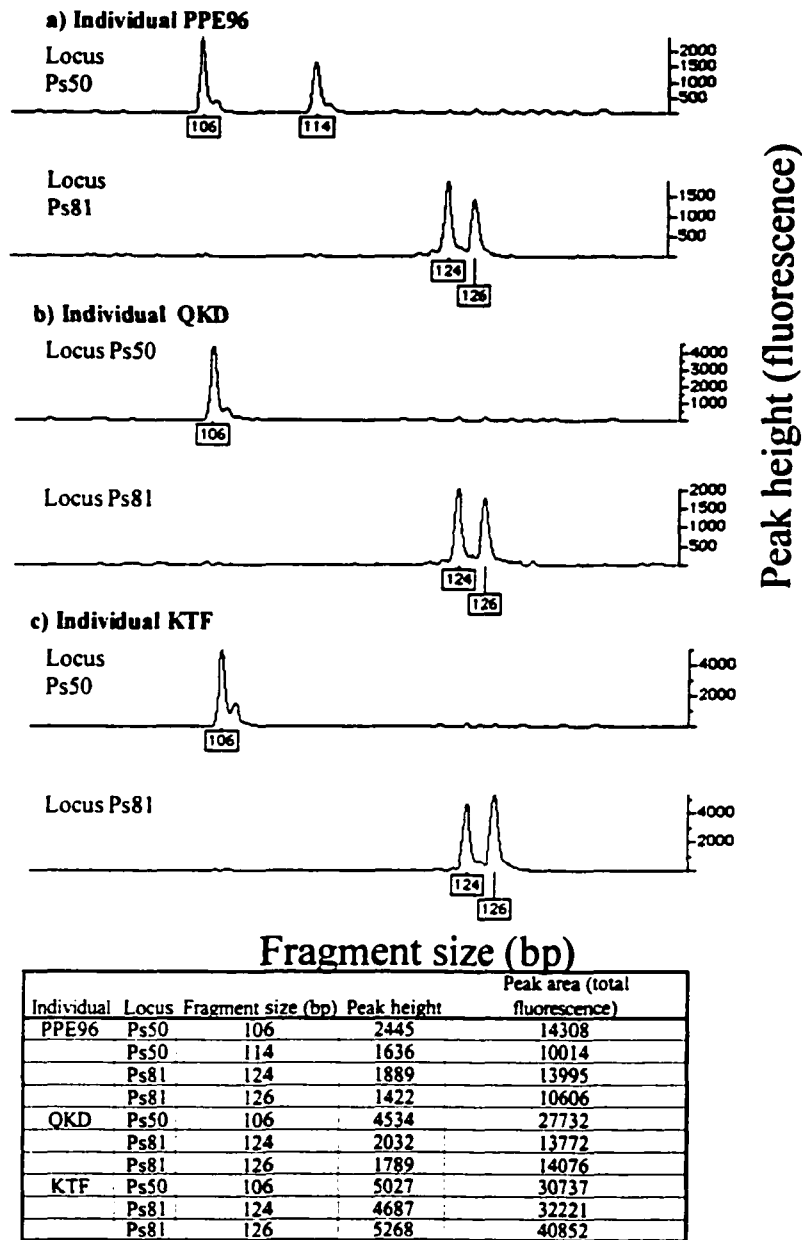 a) Individual PPE96
Locus
Ps50
2000
1500
1000
500
106
114
Locus
Ps81
1500
1000
500
124
126
b) Individual QKD
Locus Ps50
4000
3000
2000
1000
106
Locus Ps81
2000
1500
1000
500
124
126
c) Individual KTF
Locus
Ps50
4000
2000
106
Locus Ps81
4000
2000
124
126
Peak height (fluorescence)
Fragment size (bp)
Individual Locus Fragment size (bp) Peak height Peak area (total fluorescence)
PPE96 Ps50 106 2445 14308
Ps50 114 1636 10014
Ps81 124 1889 13995
Ps81 126 1422 10606
QKD Ps50 106 4534 27732
Ps81 124 2032 13772
Ps81 126 1789 14076
KTF Ps50 106 5027 30737
Ps81 124 4687 32221
Ps81 126 5268 40852